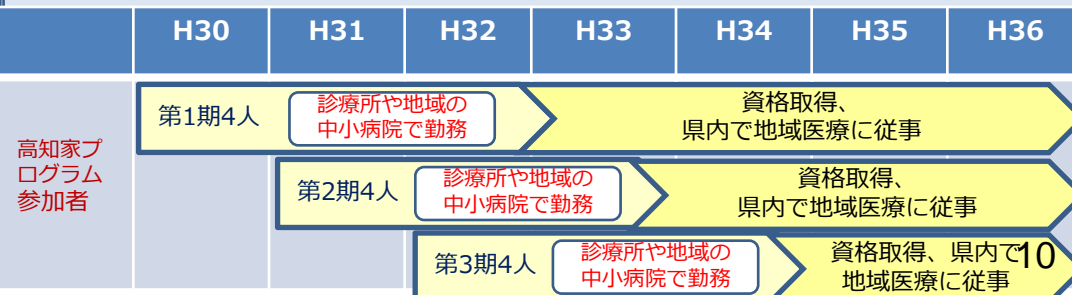 H30 H31 H32 H33 H34 H35 H36
高知家プ
ログラム
参加者
第1期4人
診療所や地域の
中小病院で勤務
資格取得、
県内で地域医療に従事
第2期4人
診療所や地域の
中小病院で勤務
資格取得、
県内で地域医療に従事
第3期4人
診療所や地域の
中小病院で勤務
資格取得、県内で
地域医療に従事
10